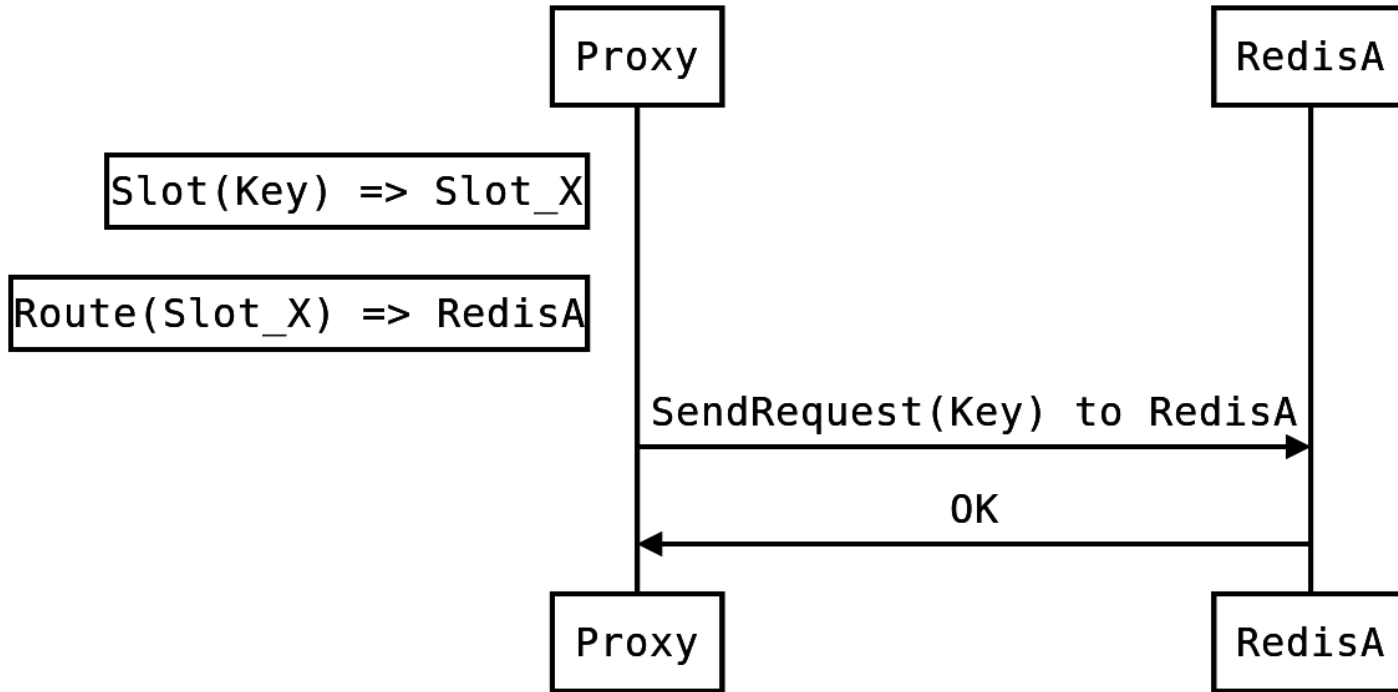 Proxy
RedisA
Slot(Key) => Slot_X
Route(Slot_X) => RedisA
SendRequest(Key) to RedisA
OK
Proxy
RedisA